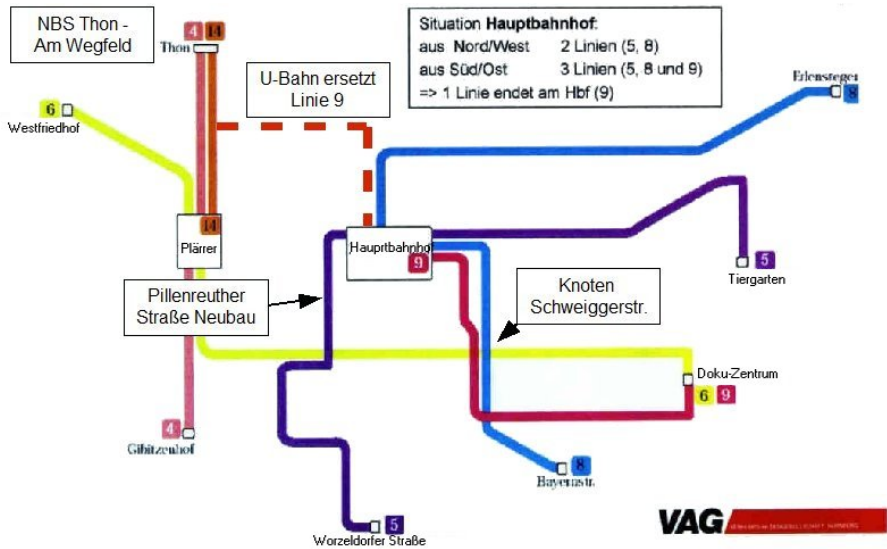 NBS Thon -
Am Wegfeld
4 14
Thon
U-Bahn ersetzt
Linie 9
Situation Hauptbahnhof:
aus Nord/West 2 Linien (5, 8)
aus Süd/Ost 3 Linien (5, 8 und 9)
=> 1 Linie endet am Hbf (9)
Erlenstegen
8
6
Westfriedhof
14
Plärrer
Hauptbahnhof
9
5
Tiergarten
Pillenreuther
Straße Neubau
Knoten
Schweiggerstr.
Doku-Zentrum
6 9
4
Gibitzenhof
8
Bayernstr.
5
Worzeldorfer Straße
VAG